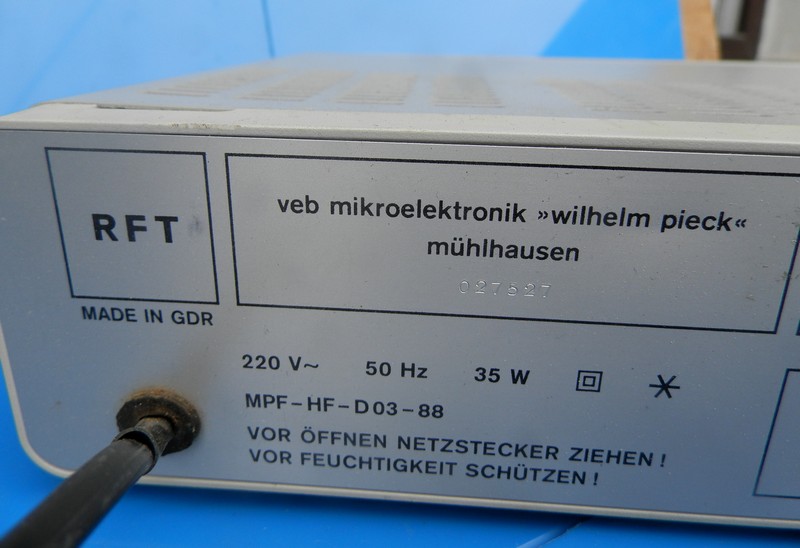 RFT
MADE IN GDR
veb mikroelektronik »wilhelm pieck«
mühlhausen
027527
220 V~ 50 Hz 35 W
MPF-HF-D03-88
VOR ÖFFNEN NETZSTECKER ZIEHEN!
VOR FEUCHTIGKEIT SCHÜTZEN!